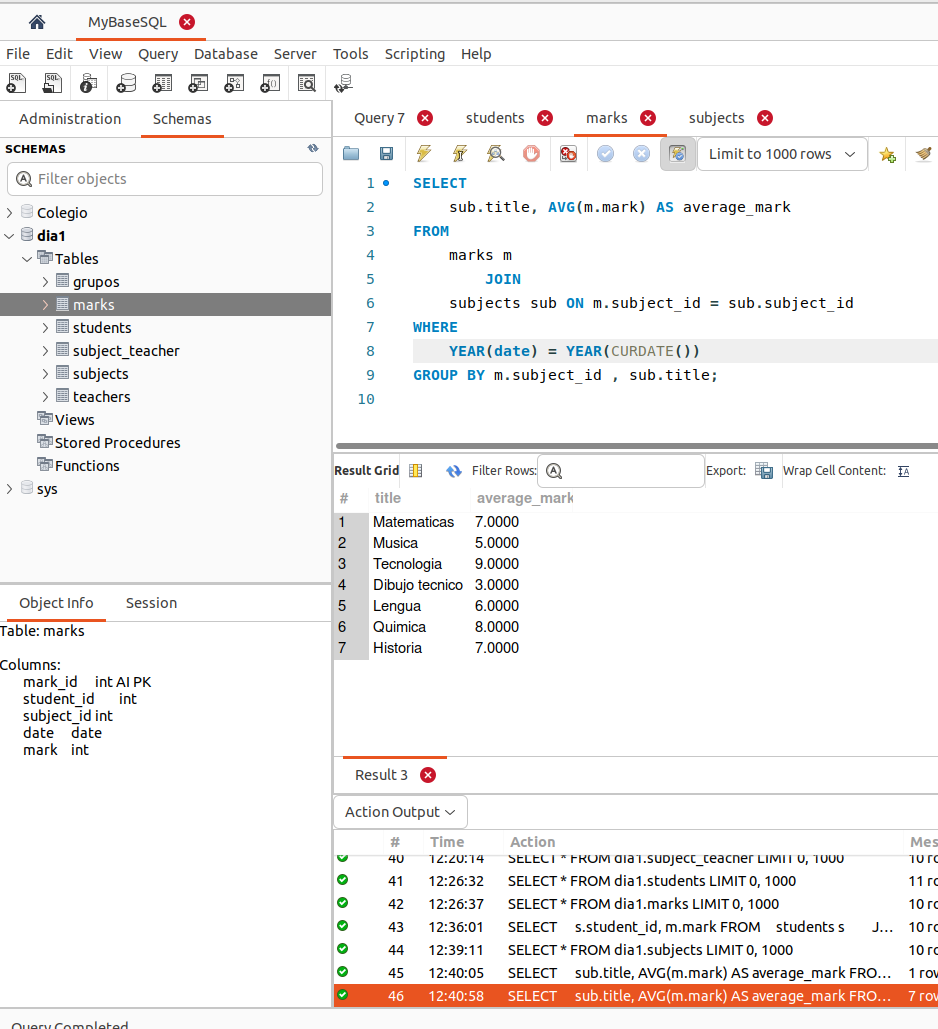 MyBaseSQL
File Edit View Query Database Server Tools Scripting Help
Administration Schemas
SCHEMAS
Filter objects
Colegio
dia1
Tables
grupos
marks
students
subject_teacher
subjects
teachers
Views
Stored Procedures
Functions
sys
Object Info Session
Table: marks
Columns:
mark_id int AI PK
student_id int
subject_id int
date date
mark int
Query 7 students marks subjects
Limit to 1000 rows
1 SELECT
2 sub.title, AVG(m.mark) AS average_mark
3 FROM
4 marks m
5 JOIN
6 subjects sub ON m.subject_id = sub.subject_id
7 WHERE
8 YEAR(date) = YEAR(CURDATE())
9 GROUP BY m.subject_id , sub.title;
10
Result Grid Filter Rows: Export: Wrap Cell Content:
# title average_mark
1 Matematicas 7.0000
2 Musica 5.0000
3 Tecnologia 9.0000
4 Dibujo tecnico 3.0000
5 Lengua 6.0000
6 Quimica 8.0000
7 Historia 7.0000
Result 3
Action Output
# Time Action Mes
40 12:20:14 SELECT * FROM dia1.subject_teacher LIMIT 0, 1000 10 ro
41 12:26:32 SELECT * FROM dia1.students LIMIT 0, 1000 11 ro
42 12:26:37 SELECT * FROM dia1.marks LIMIT 0, 1000 10 ro
43 12:36:01 SELECT s.student_id, m.mark FROM students s J... 10 ro
44 12:39:11 SELECT * FROM dia1.subjects LIMIT 0, 1000 10 ro
45 12:40:05 SELECT sub.title, AVG(m.mark) AS average_mark FRO... 1 row
46 12:40:58 SELECT sub.title, AVG(m.mark) AS average_mark FRO... 7 row
Query Completed